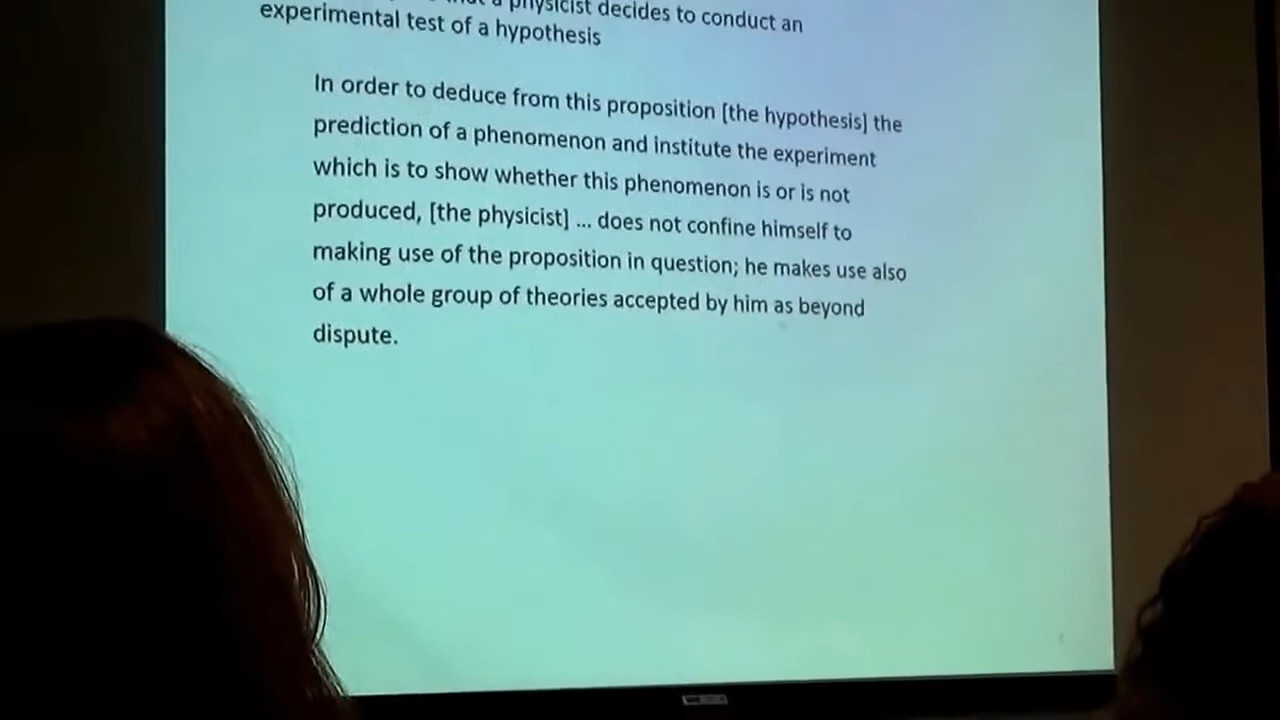 a physicist decides to conduct an
experimental test of a hypothesis
In order to deduce from this proposition [the hypothesis] the
prediction of a phenomenon and institute the experiment
which is to show whether this phenomenon is or is not
produced, [the physicist] ... does not confine himself to
making use of the proposition in question; he makes use also
of a whole group of theories accepted by him as beyond
dispute.